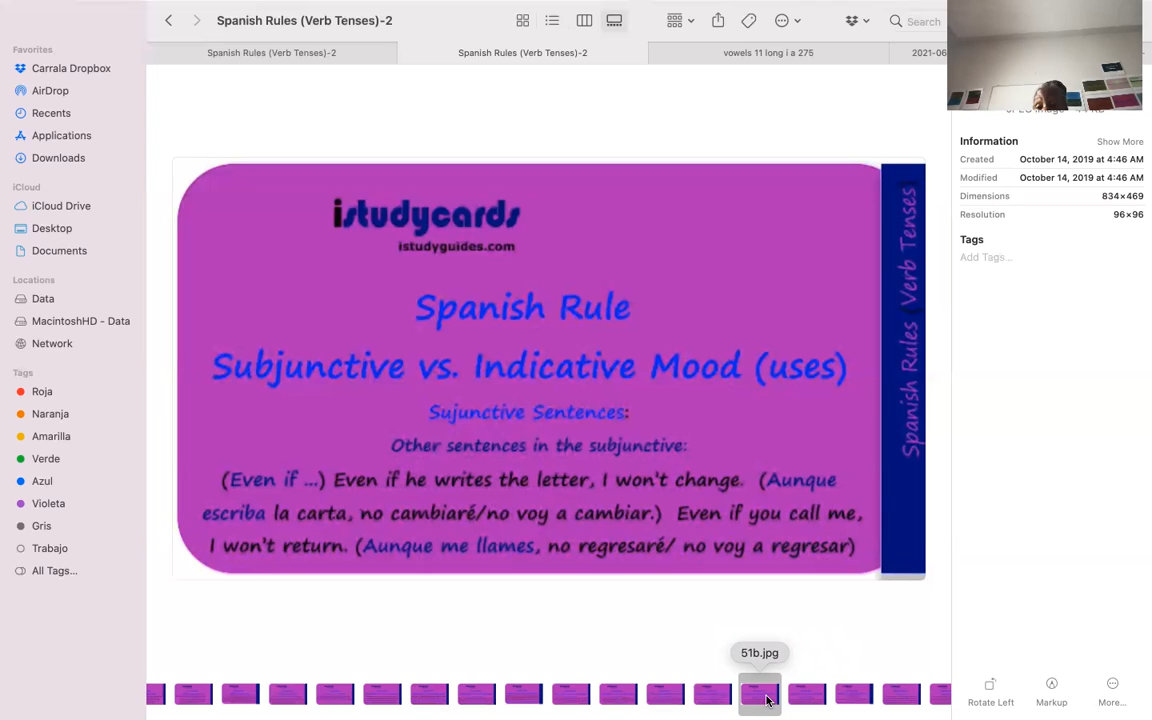 Spanish Rules (Verb Tenses)-2
Search
Spanish Rules (Verb Tenses)-2
Spanish Rules (Verb Tenses)-2
vowels 11 long i a 275
2021-06
Favorites
Carrala Dropbox
AirDrop
Recents
Applications
Downloads
iCloud
iCloud Drive
Desktop
Documents
Locations
Data
MacintoshHD - Data
Network
Tags
Roja
Naranja
Amarilla
Verde
Azul
Violeta
Gris
Trabajo
All Tags...
istudycards
istudyguides.com
Spanish Rule
Subjunctive vs. Indicative Mood (uses)
Sujunctive Sentences:
Other sentences in the subjunctive:
(Even if ...) Even if he writes the letter, I won't change. (Aunque
escriba la carta, no cambiaré/no voy a cambiar.) Even if you call me,
I won't return. (Aunque me llames, no regresaré/ no voy a regresar)
Spanish Rules (Verb Tenses
51b.jpg
Information
Show More
Created October 14, 2019 at 4:46 AM
Modified October 14, 2019 at 4:46 AM
Dimensions 834×469
Resolution 96×96
Tags
Add Tags...
Rotate Left
Markup
More...